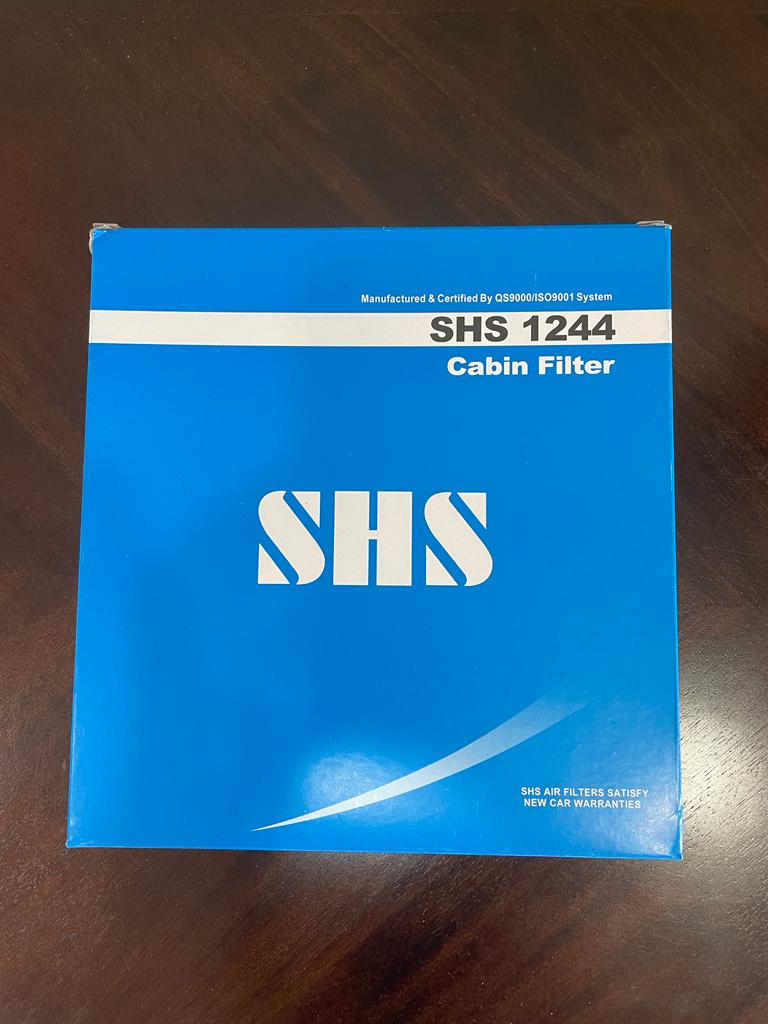 Manufactured & Certified By QS9000/ISO9001 System
SHS 1244
Cabin Filter
SHS
SHS AIR FILTERS SATISFY
NEW CAR WARRANTIES